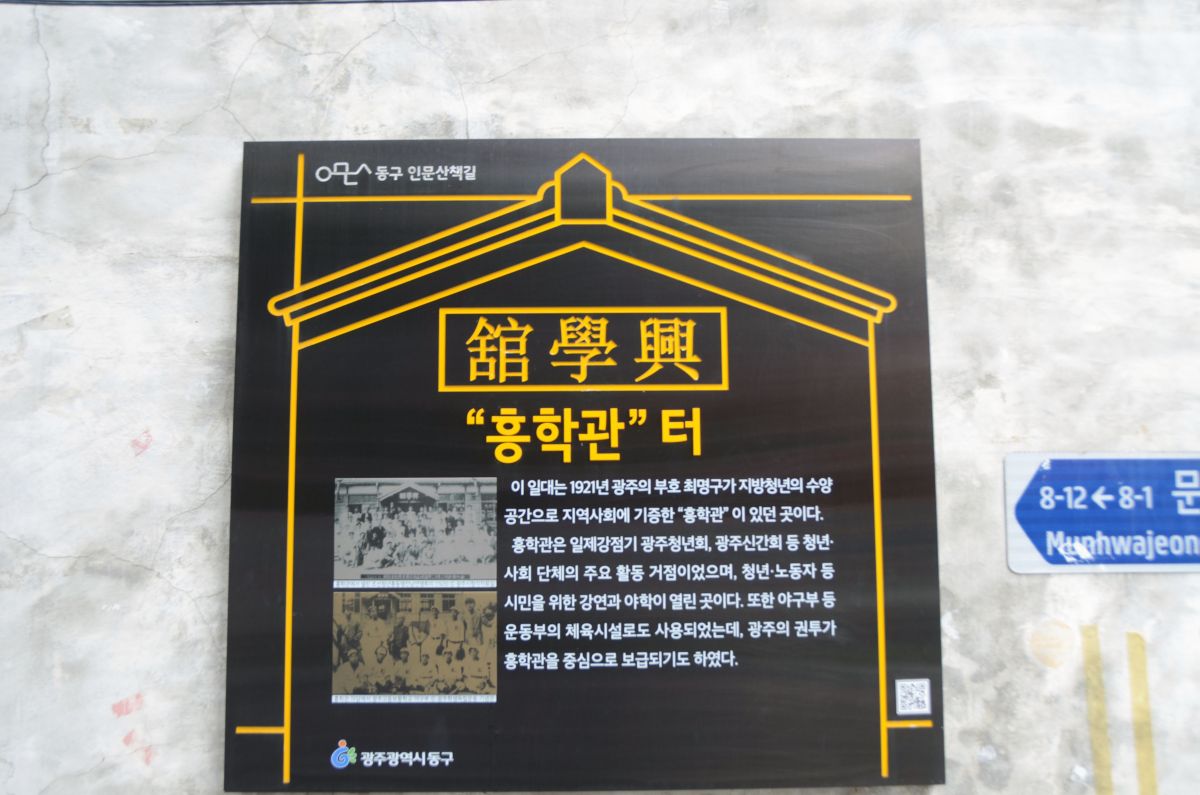 인문 동구 인문산책길
舘學興
“흥학관” 터
이 일대는 1921년 광주의 부호 최명구가 지방청년의 수양
공간으로 지역사회에 기증한 “흥학관” 이 있던 곳이다.
흥학관은 일제강점기 광주청년회, 광주신간회 등 청년·
사회 단체의 주요 활동 거점이었으며, 청년·노동자 등
시민을 위한 강연과 야학이 열린 곳이다. 또한 야구부 등
운동부의 체육시설로도 사용되었는데, 광주의 권투가
흥학관을 중심으로 보급되기도 하였다.
광주광역시 동구
8-12 ← 8-1 문
Munhwajeon